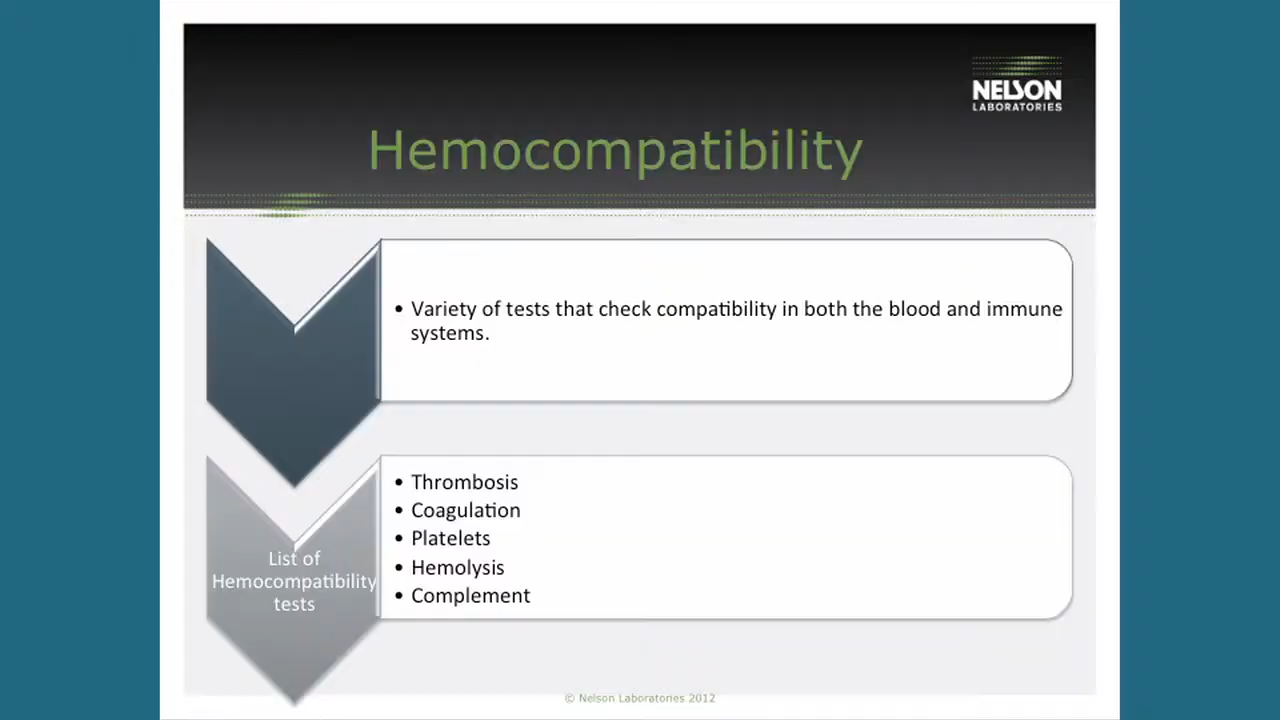 NELSON
LABORATORIES
Hemocompatibility
• Variety of tests that check compatibility in both the blood and immune
systems.
List of
Hemocompatibility
tests
• Thrombosis
• Coagulation
• Platelets
• Hemolysis
• Complement
© Nelson Laboratories 2012